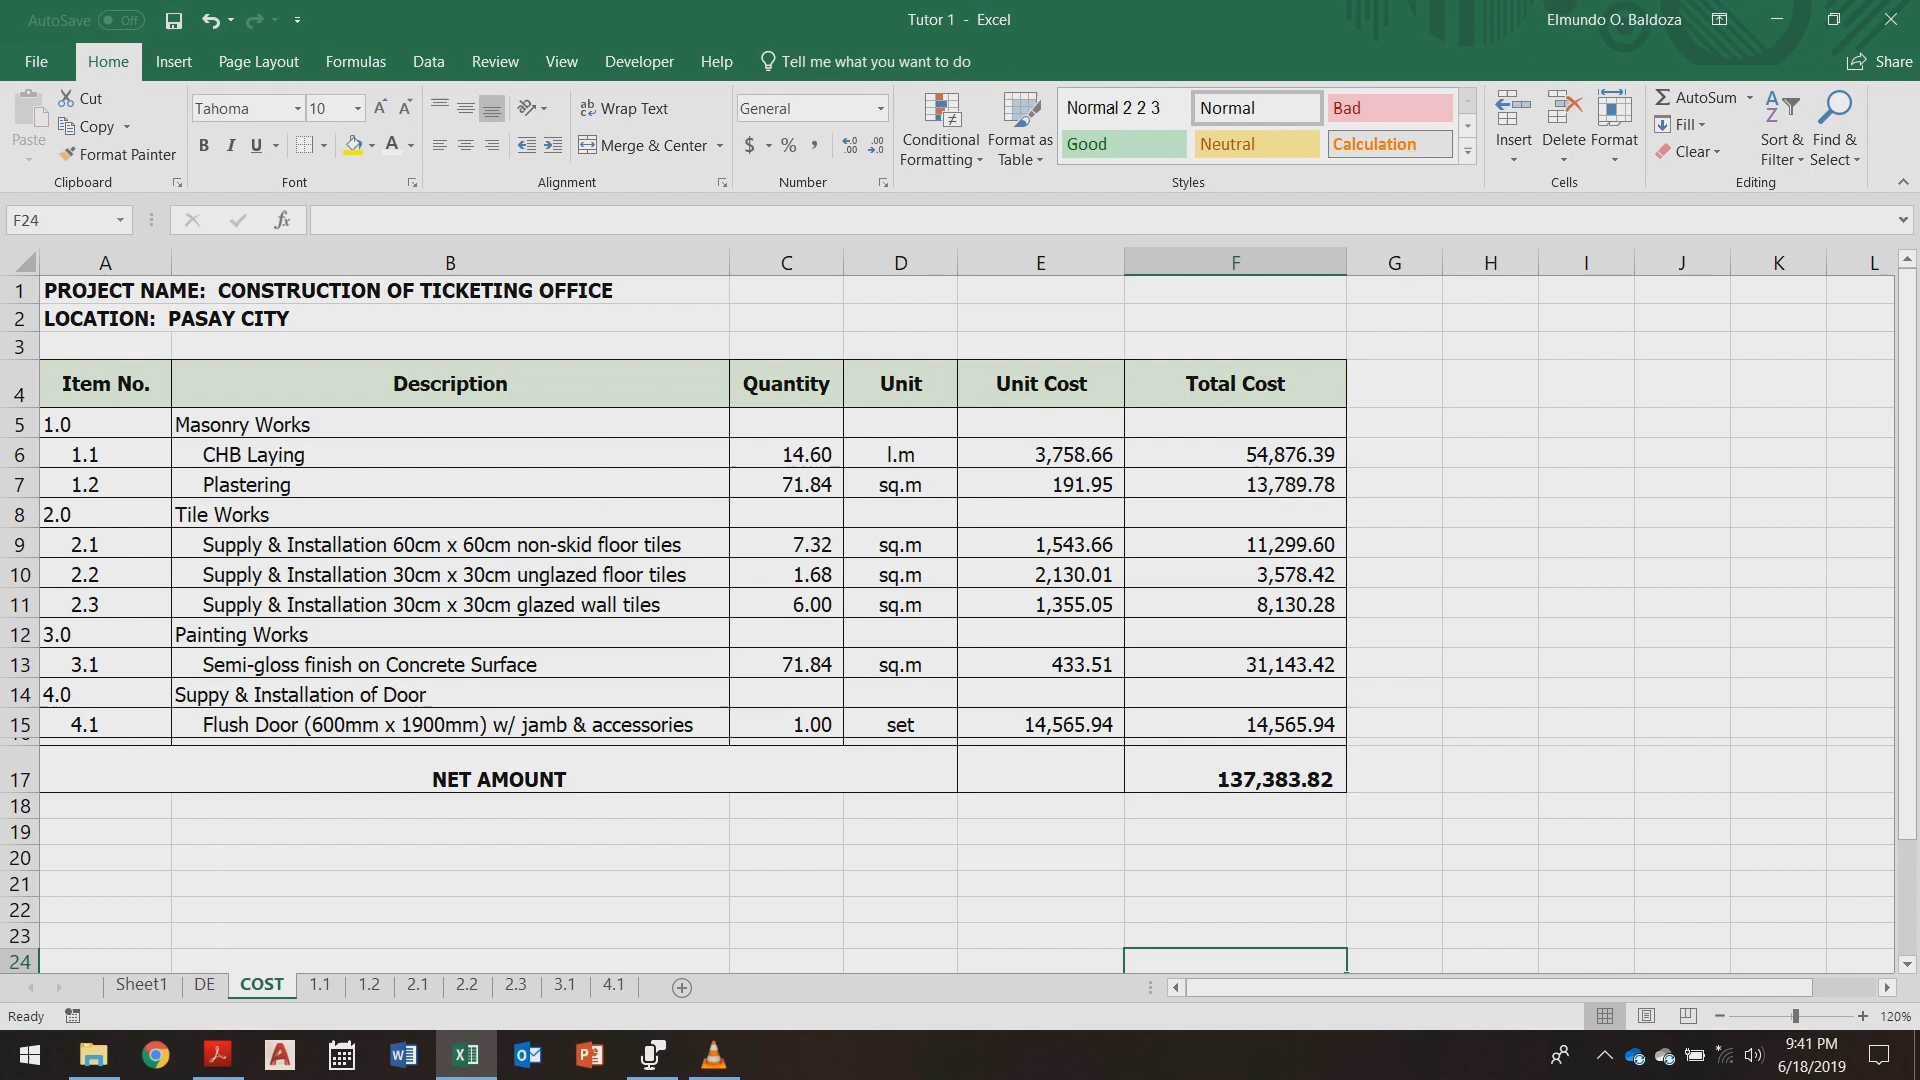 AutoSave Off
Tutor 1 - Excel
Elmundo O. Baldoza
File Home Insert Page Layout Formulas Data Review View Developer Help Tell me what you want to do
Share
Paste
Cut
Copy
Format Painter
Clipboard
Tahoma 10
B I U
Font
Wrap Text
Merge & Center
Alignment
General
$ % ,
Number
Conditional Formatting
Format as Table
Normal 2 2 3 Normal Bad
Good Neutral Calculation
Styles
Insert Delete Format
Cells
AutoSum
Fill
Clear
Sort & Filter
Find & Select
Editing
F24
fx
A B C D E F G H I J K L
1 PROJECT NAME: CONSTRUCTION OF TICKETING OFFICE
2 LOCATION: PASAY CITY
3
4 Item No. Description Quantity Unit Unit Cost Total Cost
5 1.0 Masonry Works
6 1.1 CHB Laying 14.60 l.m 3,758.66 54,876.39
7 1.2 Plastering 71.84 sq.m 191.95 13,789.78
8 2.0 Tile Works
9 2.1 Supply & Installation 60cm x 60cm non-skid floor tiles 7.32 sq.m 1,543.66 11,299.60
10 2.2 Supply & Installation 30cm x 30cm unglazed floor tiles 1.68 sq.m 2,130.01 3,578.42
11 2.3 Supply & Installation 30cm x 30cm glazed wall tiles 6.00 sq.m 1,355.05 8,130.28
12 3.0 Painting Works
13 3.1 Semi-gloss finish on Concrete Surface 71.84 sq.m 433.51 31,143.42
14 4.0 Suppy & Installation of Door
15 4.1 Flush Door (600mm x 1900mm) w/ jamb & accessories 1.00 set 14,565.94 14,565.94
17 NET AMOUNT 137,383.82
18
19
20
21
22
23
24
Sheet1 DE COST 1.1 1.2 2.1 2.2 2.3 3.1 4.1
Ready
120%
9:41 PM
6/18/2019